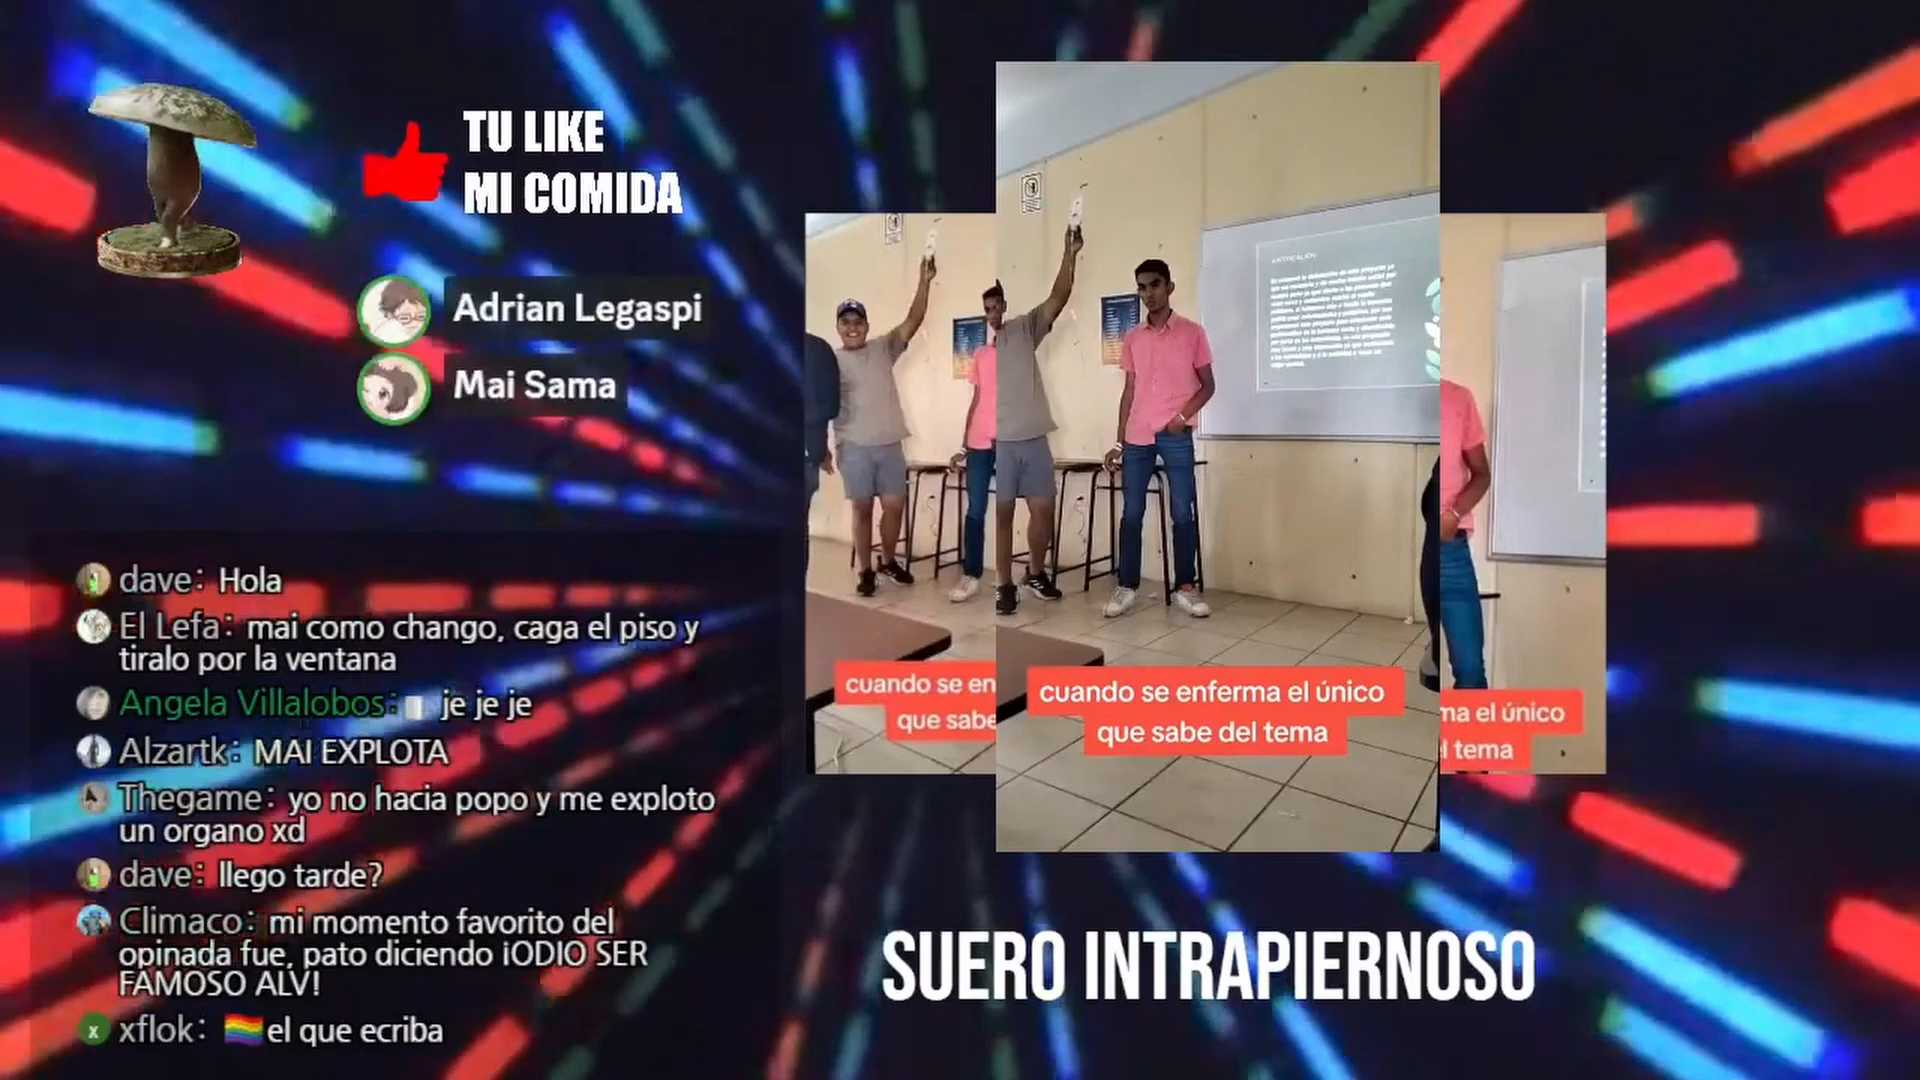 TU LIKE
MI COMIDA
Adrian Legaspi
Mai Sama
dave: Hola
El Lefa: mai como chango, caga el piso y
tiralo por la ventana
Angela Villalobos: je je je
Alzartk: MAI EXPLOTA
Thegame: yo no hacia popo y me exploto
un organo xd
dave: llego tarde?
Climaco: mi momento favorito del
opinada fue, pato diciendo ¡ODIO SER
FAMOSO ALV!
xflok: 🏳️‍🌈el que ecriba
cuando se en
que sabe
cuando se enferma el único
que sabe del tema
ma el único
l tema
SUERO INTRAPIERNOSO